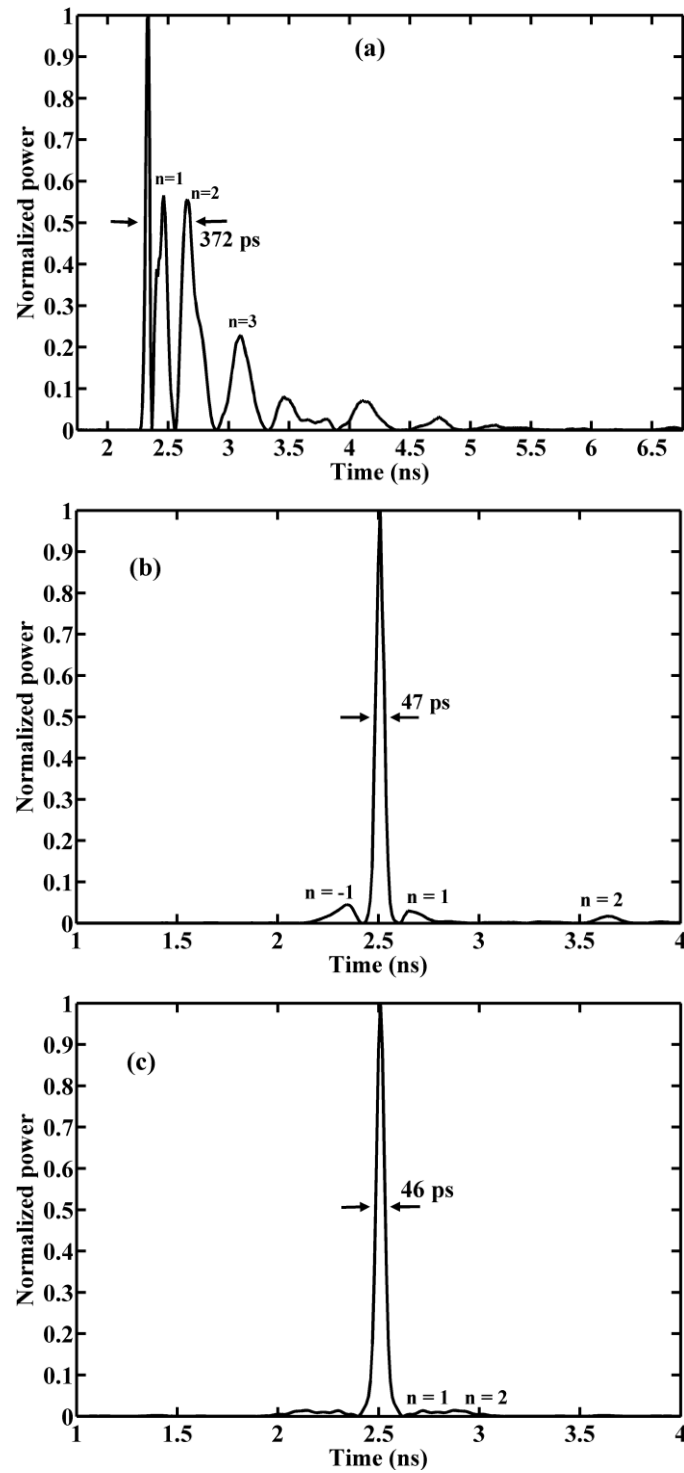 (a)
Normalized power
1
0.9
0.8
0.7
0.6
0.5
0.4
0.3
0.2
0.1
0
n=1
n=2
372 ps
n=3
2 2.5 3 3.5 4 4.5 5 5.5 6 6.5
Time (ns)
(b)
Normalized power
1
0.9
0.8
0.7
0.6
0.5
0.4
0.3
0.2
0.1
0
47 ps
n = -1
n = 1
n = 2
1 1.5 2 2.5 3 3.5 4
Time (ns)
(c)
Normalized power
1
0.9
0.8
0.7
0.6
0.5
0.4
0.3
0.2
0.1
0
46 ps
n = 1 n = 2
1 1.5 2 2.5 3 3.5 4
Time (ns)